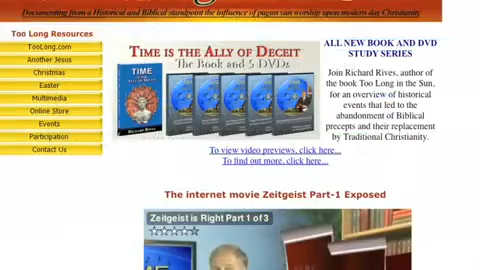 Documenting from a Historical and Biblical standpoint the influence of pagan sun worship upon modern day Christianity
Too Long Resources
TooLong.com
Another Jesus
Christmas
Easter
Multimedia
Online Store
Events
Participation
Contact Us
TIME IS THE ALLY OF DECEIT
The Book and 5 DVDs
TIME
RICHARD RIVES
ALL NEW BOOK AND DVD
STUDY SERIES
Join Richard Rives, author of
the book Too Long in the Sun,
for an overview of historical
events that led to the
abandonment of Biblical
precepts and their replacement
by Traditional Christianity.
To view video previews, click here...
To find out more, click here...
The internet movie Zeitgeist Part-1 Exposed
Zeitgeist is Right Part 1 of 3